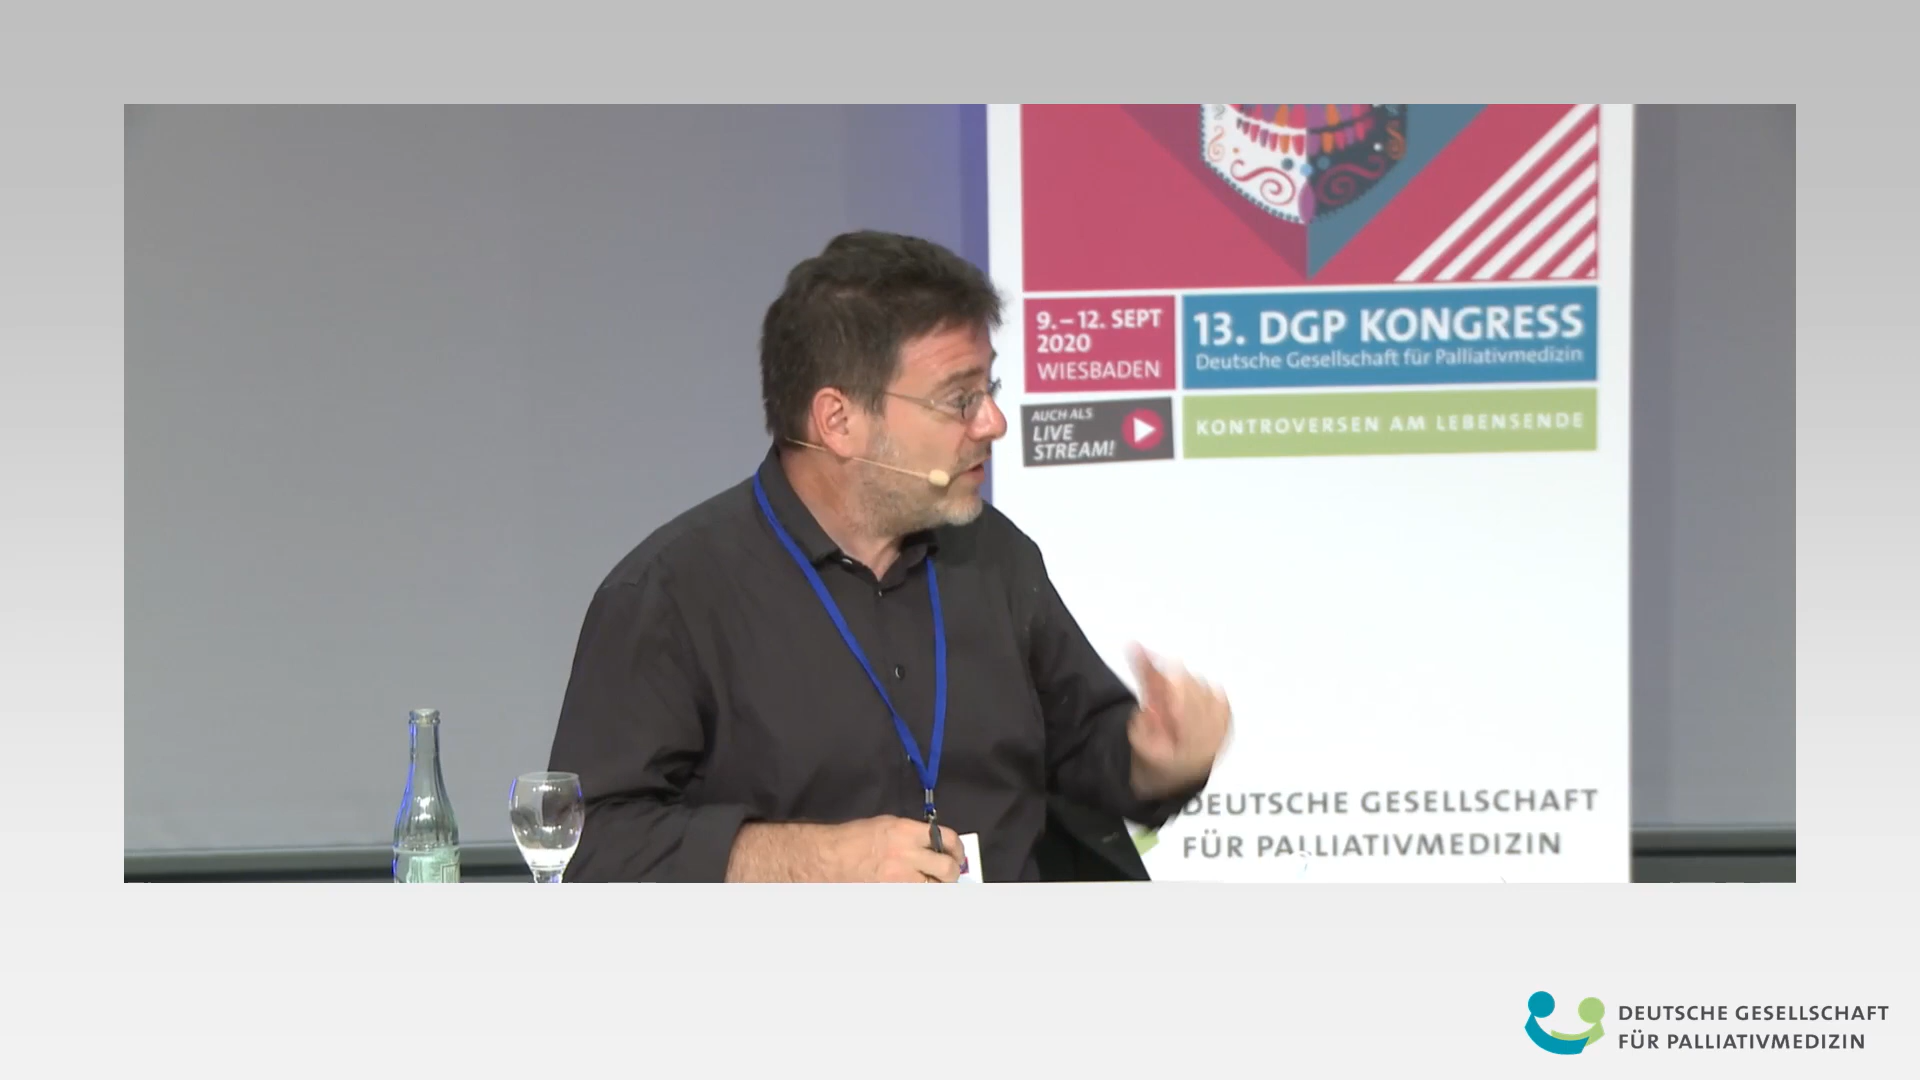 9. – 12. SEPT
2020
WIESBADEN
13. DGP KONGRESS
Deutsche Gesellschaft für Palliativmedizin
AUCH ALS
LIVE
STREAM!
KONTROVERSEN AM LEBENSENDE
DEUTSCHE GESELLSCHAFT
FÜR PALLIATIVMEDIZIN
DEUTSCHE GESELLSCHAFT
FÜR PALLIATIVMEDIZIN